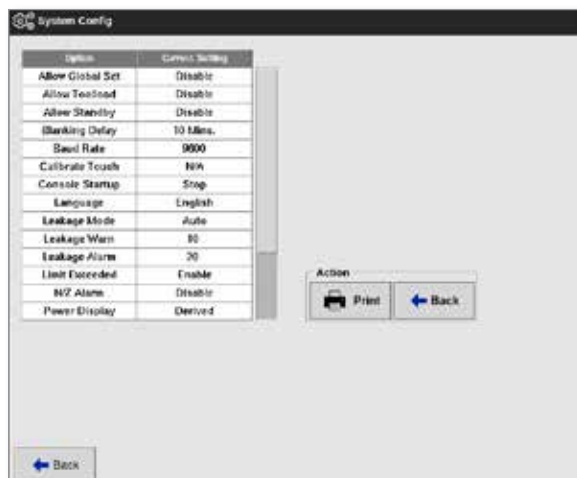 System Config
Option Current Setting
Allow Global Set Disable
Allow Toolload Disable
Allow Standby Disable
Blanking Delay 10 Mins.
Baud Rate 9600
Calibrate Touch N/A
Console Startup Stop
Language English
Leakage Mode Auto
Leakage Warn 10
Leakage Alarm 20
Limit Exceeded Enable
N/Z Alarm Disable
Power Display Derived
Action
Print
Back
Back